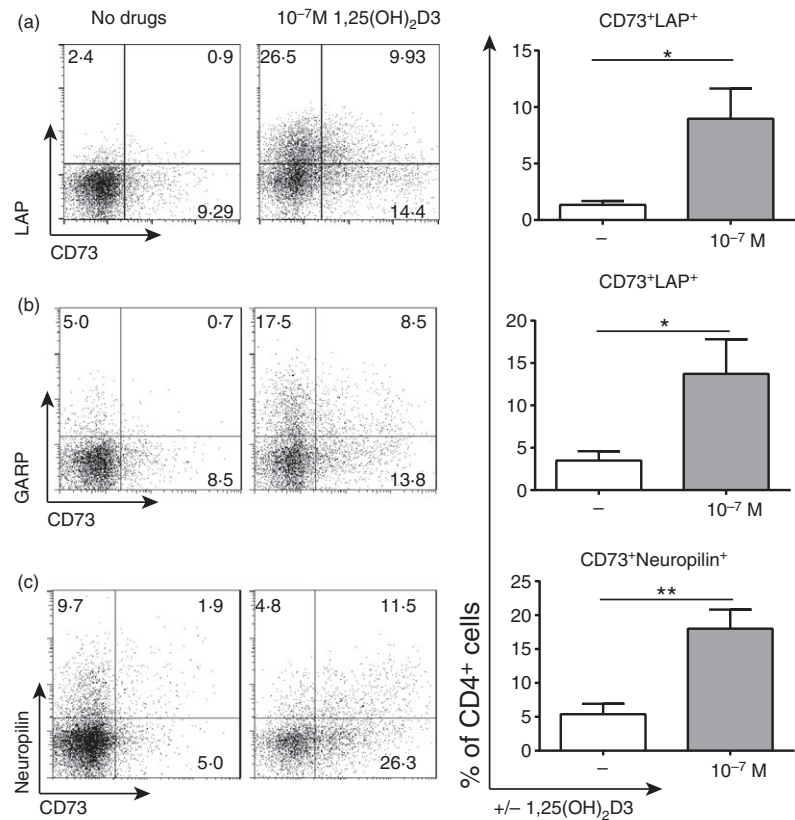 (a)
No drugs
10⁻⁷M 1,25(OH)₂D3
2·4 0·9
9·29
26·5 9·93
14·4
LAP
CD73
CD73⁺LAP⁺
15
10
5
0
*
– 10⁻⁷ M
(b)
5·0 0·7
8·5
17·5 8·5
13·8
GARP
CD73
CD73⁺LAP⁺
20
15
10
5
0
*
– 10⁻⁷ M
(c)
9·7 1·9
5·0
4·8 11·5
26·3
Neuropilin
CD73
CD73⁺Neuropilin⁺
25
20
15
10
5
0
**
– 10⁻⁷ M
% of CD4⁺ cells
+/– 1,25(OH)₂D3